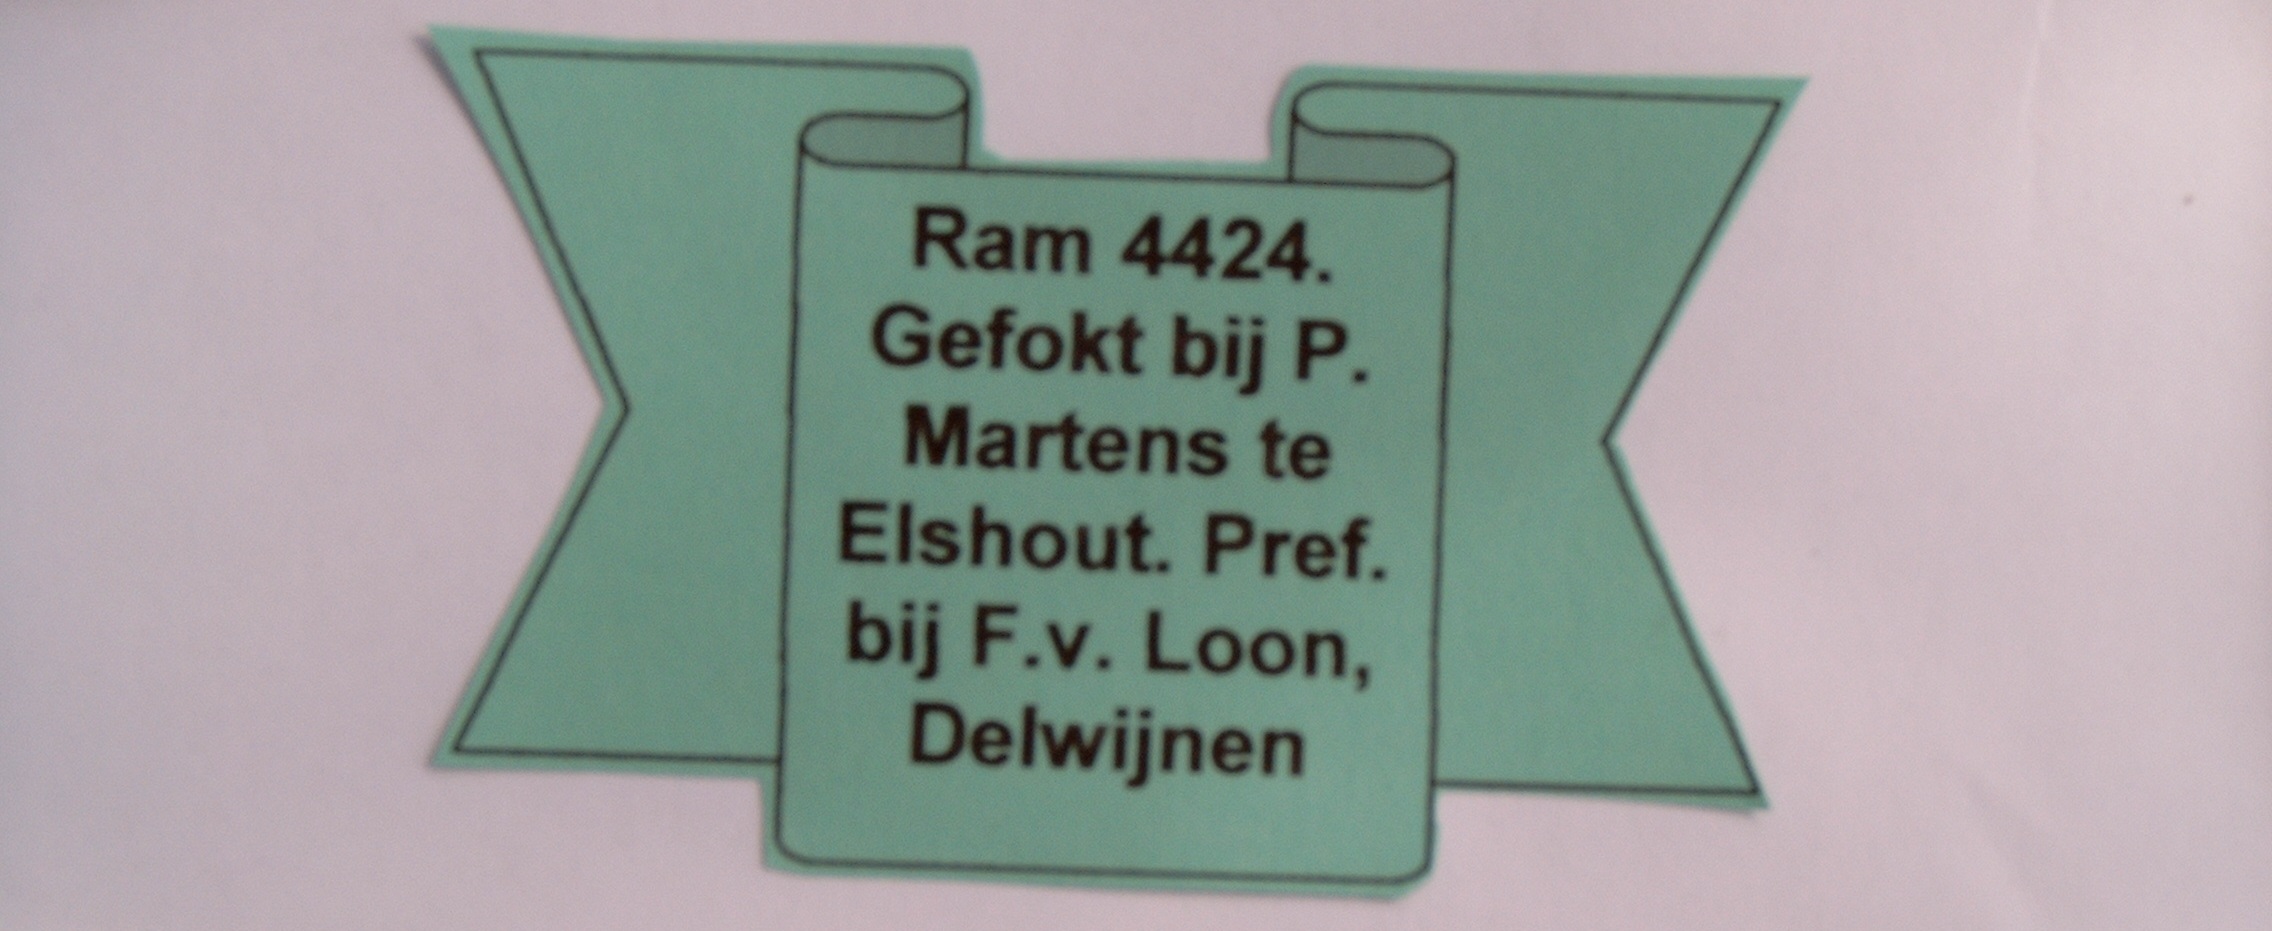 Ram 4424.
Gefokt bij P.
Martens te
Elshout. Pref.
bij F.v. Loon,
Delwijnen